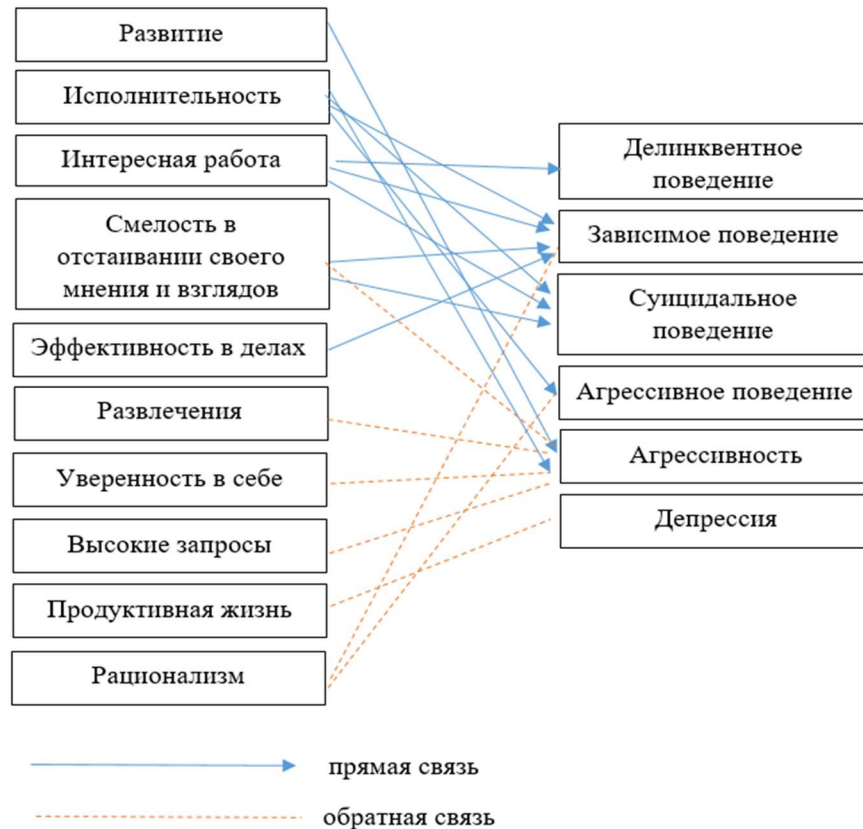 Развитие
Исполнительность
Интересная работа
Смелость в
отстаивании своего
мнения и взглядов
Эффективность в делах
Развлечения
Уверенность в себе
Высокие запросы
Продуктивная жизнь
Рационализм
Делинквентное
поведение
Зависимое поведение
Суицидальное
поведение
Агрессивное поведение
Агрессивность
Депрессия
прямая связь
обратная связь